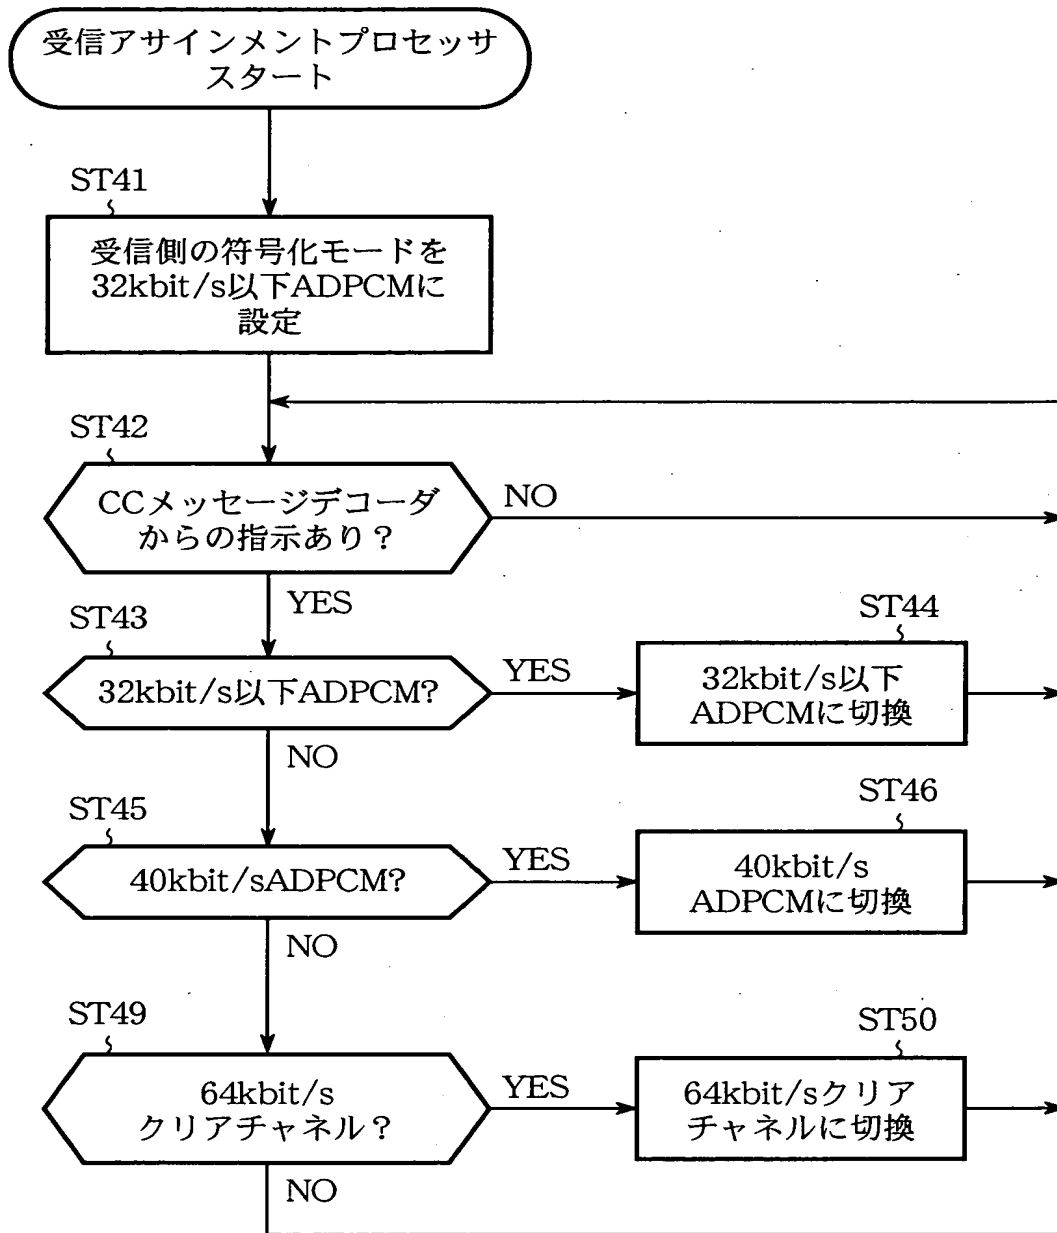 受信アサインメントプロセッサ
スタート
ST41
受信側の符号化モードを
32kbit/s以下ADPCMに
設定
ST42
CCメッセージデコーダ
からの指示あり？
NO
YES
ST43
32kbit/s以下ADPCM?
YES
ST44
32kbit/s以下
ADPCMに切換
NO
ST45
40kbit/sADPCM?
YES
ST46
40kbit/s
ADPCMに切換
NO
ST49
64kbit/s
クリアチャネル？
YES
ST50
64kbit/sクリア
チャネルに切換
NO